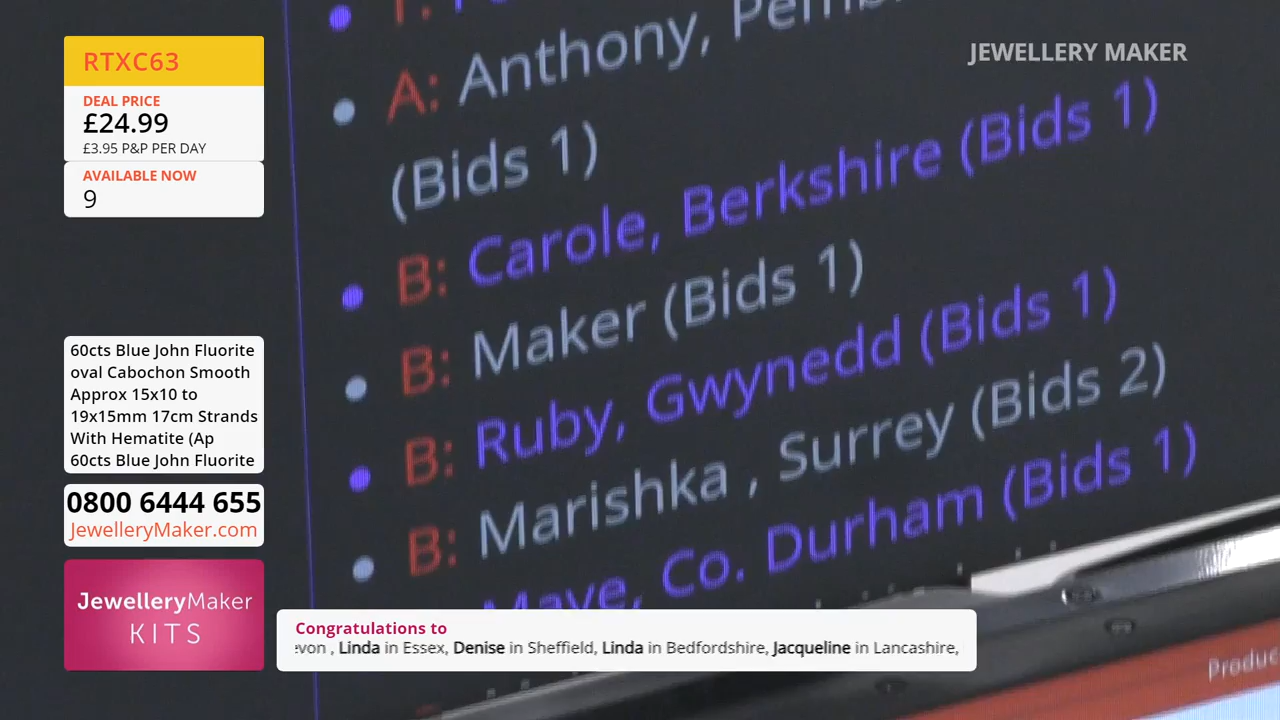 RTXC63
DEAL PRICE
£24.99
£3.95 P&P PER DAY
AVAILABLE NOW
9
60cts Blue John Fluorite
oval Cabochon Smooth
Approx 15x10 to
19x15mm 17cm Strands
With Hematite (Ap
60cts Blue John Fluorite
0800 6444 655
JewelleryMaker.com
JewelleryMaker
KITS
JEWELLERY MAKER
A: Anthony,
(Bids 1)
B: Carole, Berkshire (Bids 1)
B: Maker (Bids 1)
B: Ruby, Gwynedd (Bids 1)
B: Marishka , Surrey (Bids 2)
Maye, Co. Durham (Bids 1)
Congratulations to
evon , Linda in Essex, Denise in Sheffield, Linda in Bedfordshire, Jacqueline in Lancashire,